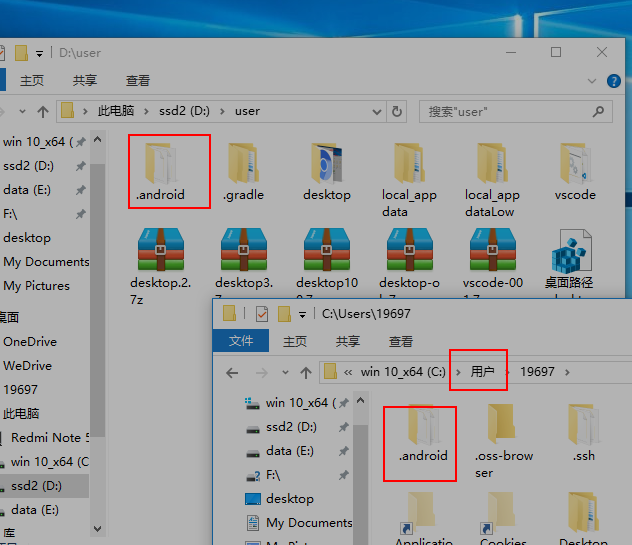 D:\user
主页 共享 查看
此电脑 ssd2 (D:) user
搜索"user"
win 10_x64 (
ssd2 (D:)
data (E:)
F:\
desktop
My Documents
My Pictures
桌面
OneDrive
WeDrive
19697
此电脑
Redmi Note 5
win 10_x64 (C
ssd2 (D:)
data (E:)
库
.android
.gradle
desktop
local_app
data
local_app
dataLow
vscode
desktop.2.
7z
desktop3.
7z
desktop10
desktop-o
vscode-00
桌面路径
C:\Users\19697
文件 主页 共享 查看
« win 10_x64 (C:) 用户 19697
win 10_x64 (
ssd2 (D:)
data (E:)
F:\
desktop
My Documents
.android
.oss-brow
ser
.ssh
Applicatio
Cookies
Desktop